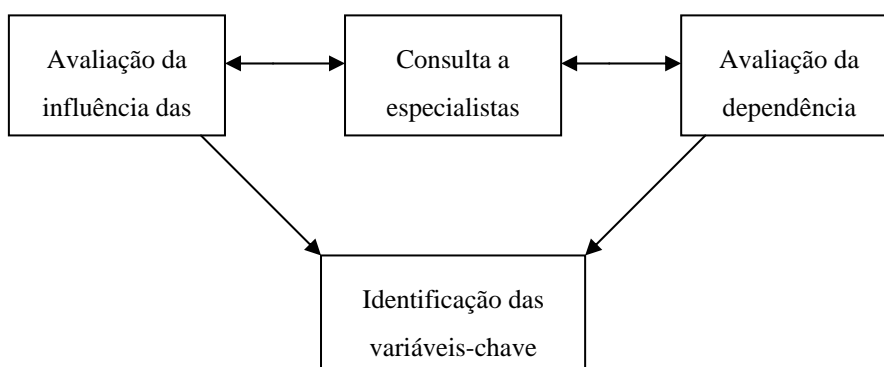 Avaliação da
influência das
Consulta a
especialistas
Avaliação da
dependência
Identificação das
variáveis-chave